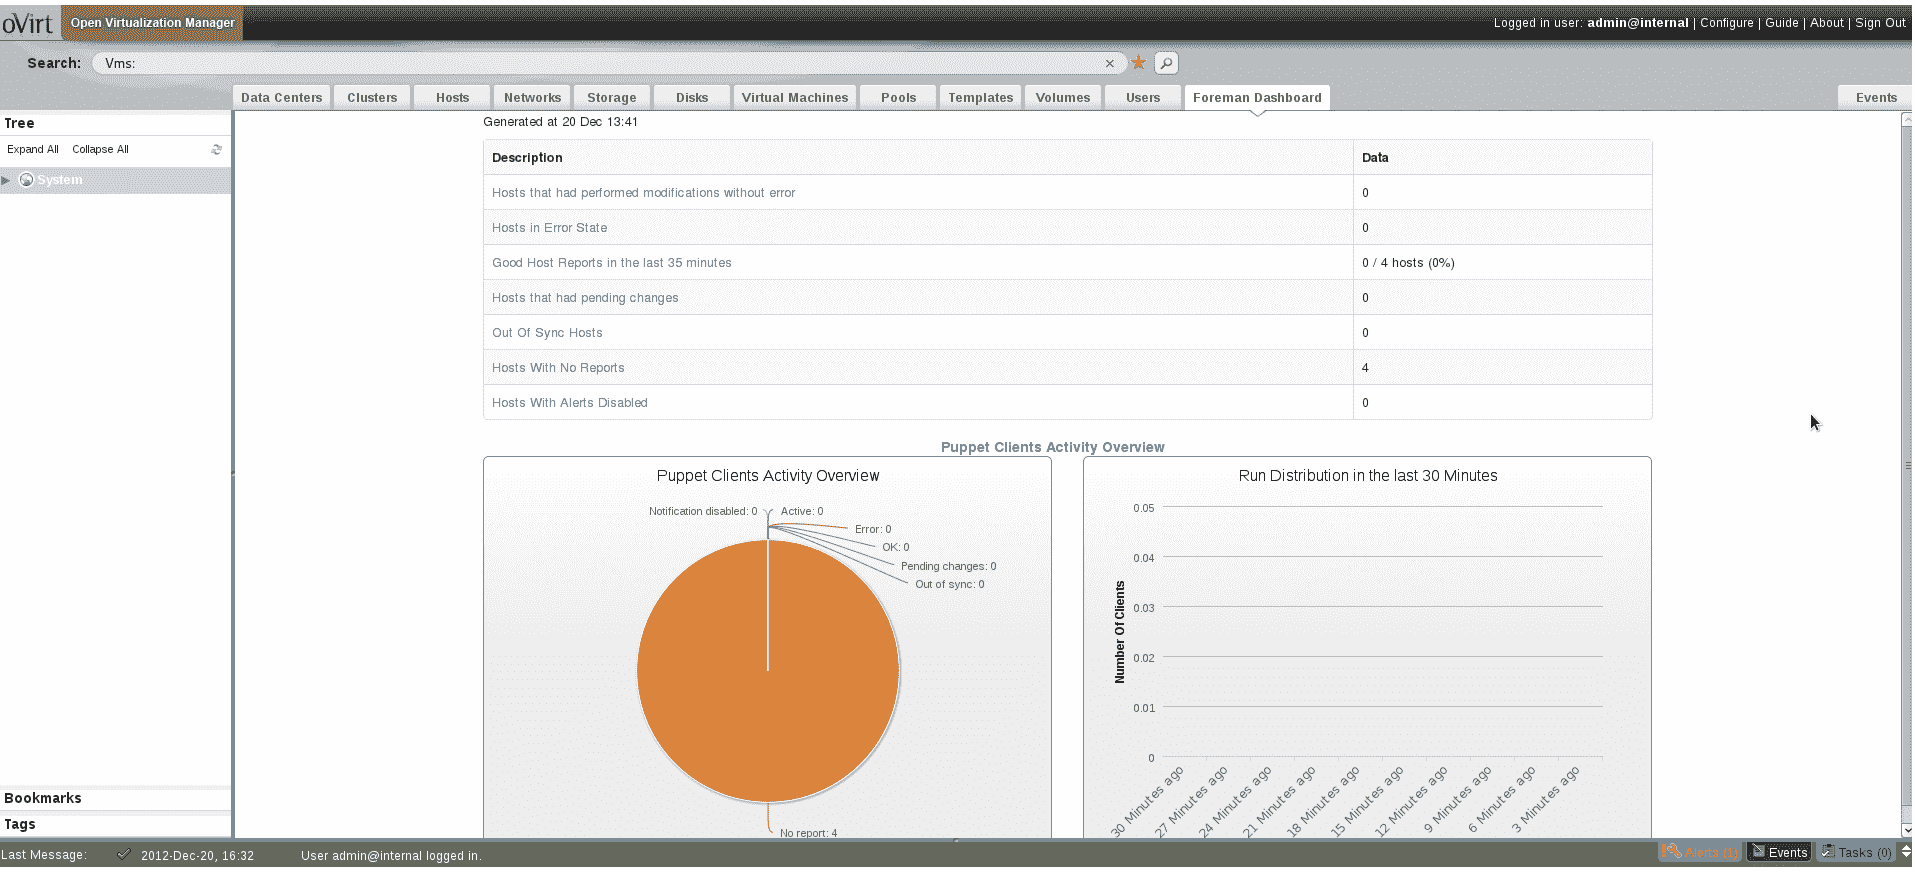 oVirt Open Virtualization Manager Logged in user: admin@internal | Configure | Guide | About | Sign Out
Search: Vms:
Data Centers Clusters Hosts Networks Storage Disks Virtual Machines Pools Templates Volumes Users Foreman Dashboard Events
Tree
Expand All Collapse All
System
Bookmarks
Tags
Generated at 20 Dec 13:41
Description Data
Hosts that had performed modifications without error 0
Hosts in Error State 0
Good Host Reports in the last 35 minutes 0 / 4 hosts (0%)
Hosts that had pending changes 0
Out Of Sync Hosts 0
Hosts With No Reports 4
Hosts With Alerts Disabled 0
Puppet Clients Activity Overview
Puppet Clients Activity Overview
Notification disabled: 0 Active: 0
Error: 0
OK: 0
Pending changes: 0
Out of sync: 0
No report: 4
Run Distribution in the last 30 Minutes
Number Of Clients
0.05
0.04
0.03
0.02
0.01
0
30 Minutes ago
27 Minutes ago
24 Minutes ago
21 Minutes ago
18 Minutes ago
15 Minutes ago
12 Minutes ago
9 Minutes ago
6 Minutes ago
3 Minutes ago
Last Message: 2012-Dec-20, 16:32 User admin@internal logged in. Alerts (1) Events Tasks (0)